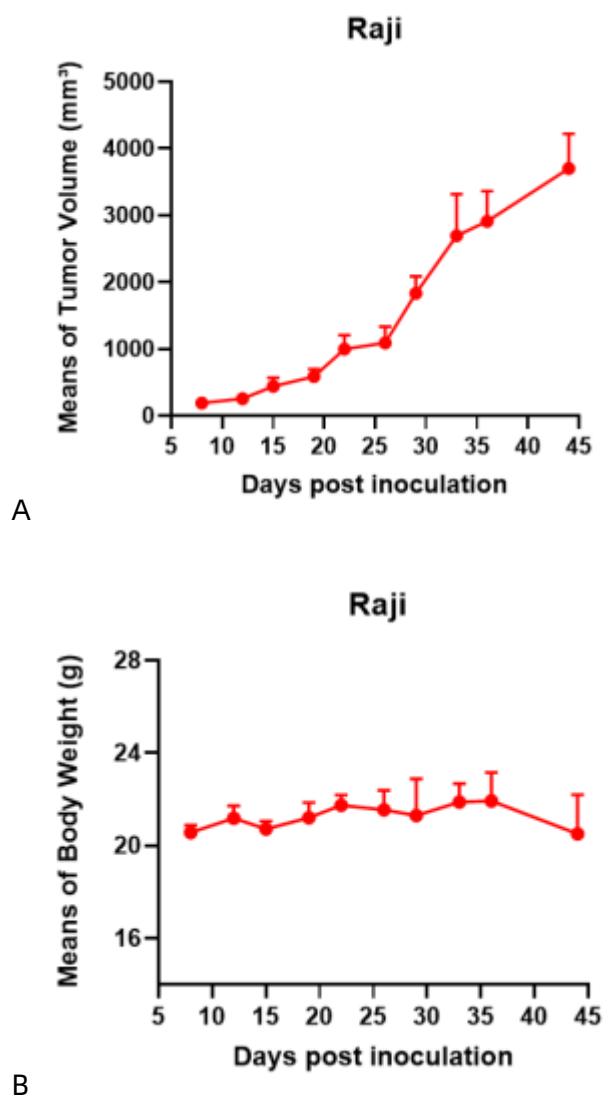 Raji
Means of Tumor Volume (mm³)
5000
4000
3000
2000
1000
0
5 10 15 20 25 30 35 40 45
Days post inoculation
A
Raji
Means of Body Weight (g)
28
24
20
16
5 10 15 20 25 30 35 40 45
Days post inoculation
B